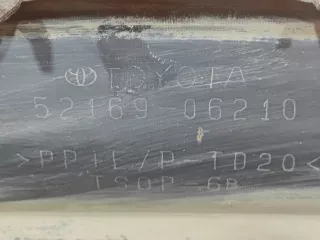 TOYOTA
52169-06210
>PP+E/P-TD20<
TSOP-6B